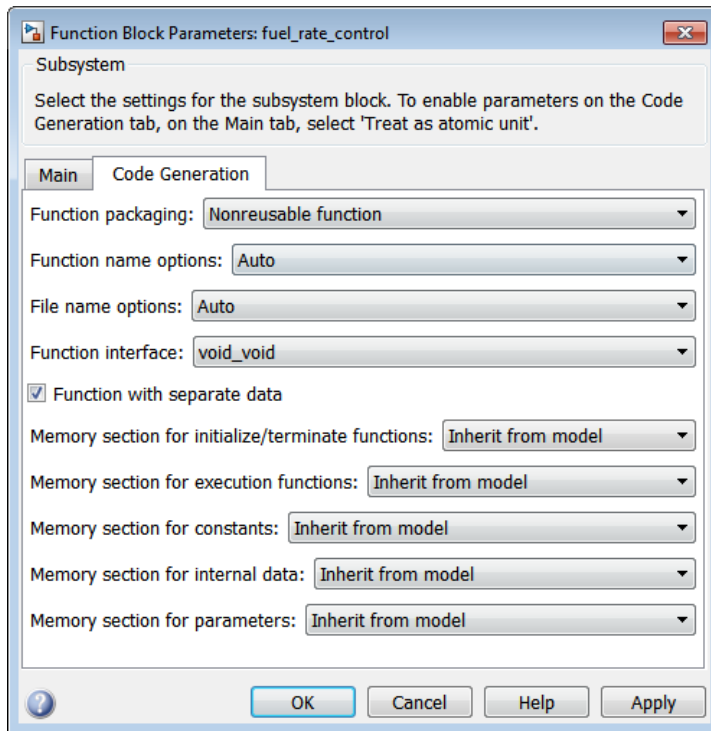 Function Block Parameters: fuel_rate_control
Subsystem
Select the settings for the subsystem block. To enable parameters on the Code
Generation tab, on the Main tab, select 'Treat as atomic unit'.
Main Code Generation
Function packaging: Nonreusable function
Function name options: Auto
File name options: Auto
Function interface: void_void
Function with separate data
Memory section for initialize/terminate functions: Inherit from model
Memory section for execution functions: Inherit from model
Memory section for constants: Inherit from model
Memory section for internal data: Inherit from model
Memory section for parameters: Inherit from model
? OK Cancel Help Apply